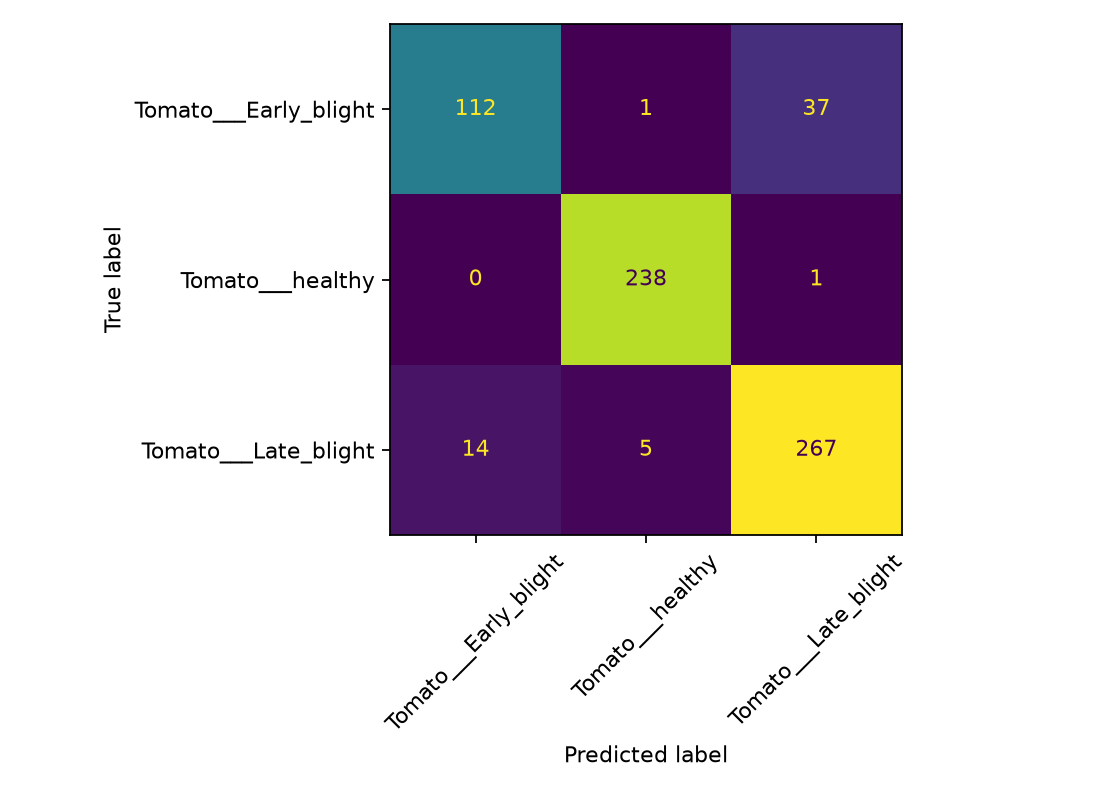 Tomato___Early_blight 112 1 37
Tomato___healthy 0 238 1
Tomato___Late_blight 14 5 267
True label
Tomato___Early_blight Tomato___healthy Tomato___Late_blight
Predicted label